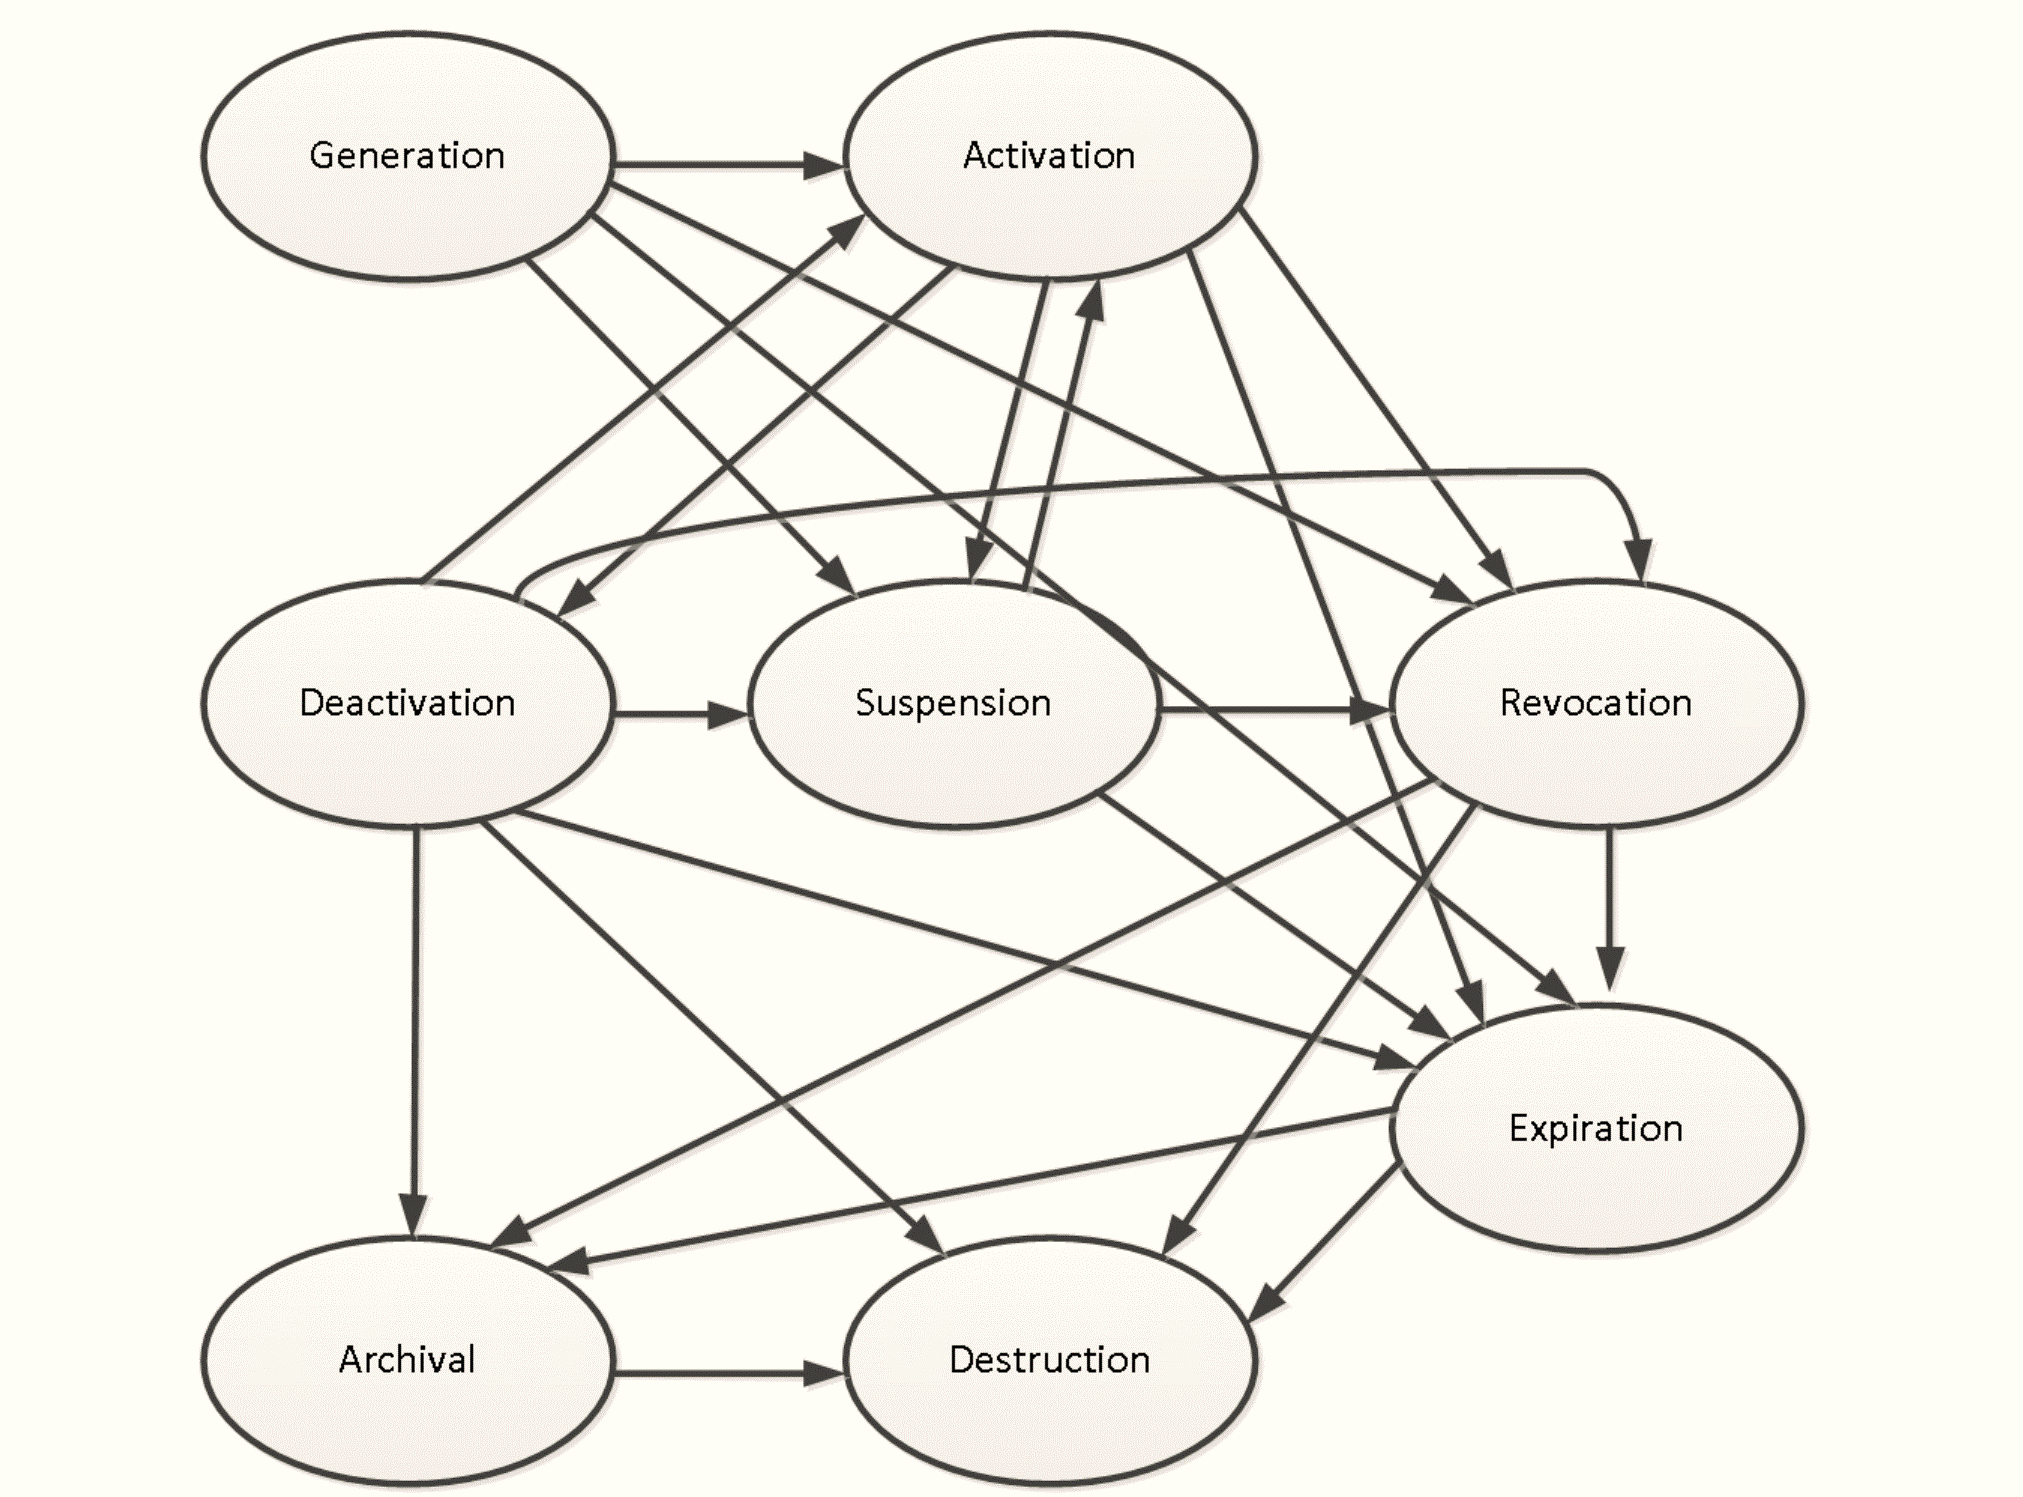 Generation
Activation
Deactivation
Suspension
Revocation
Expiration
Archival
Destruction